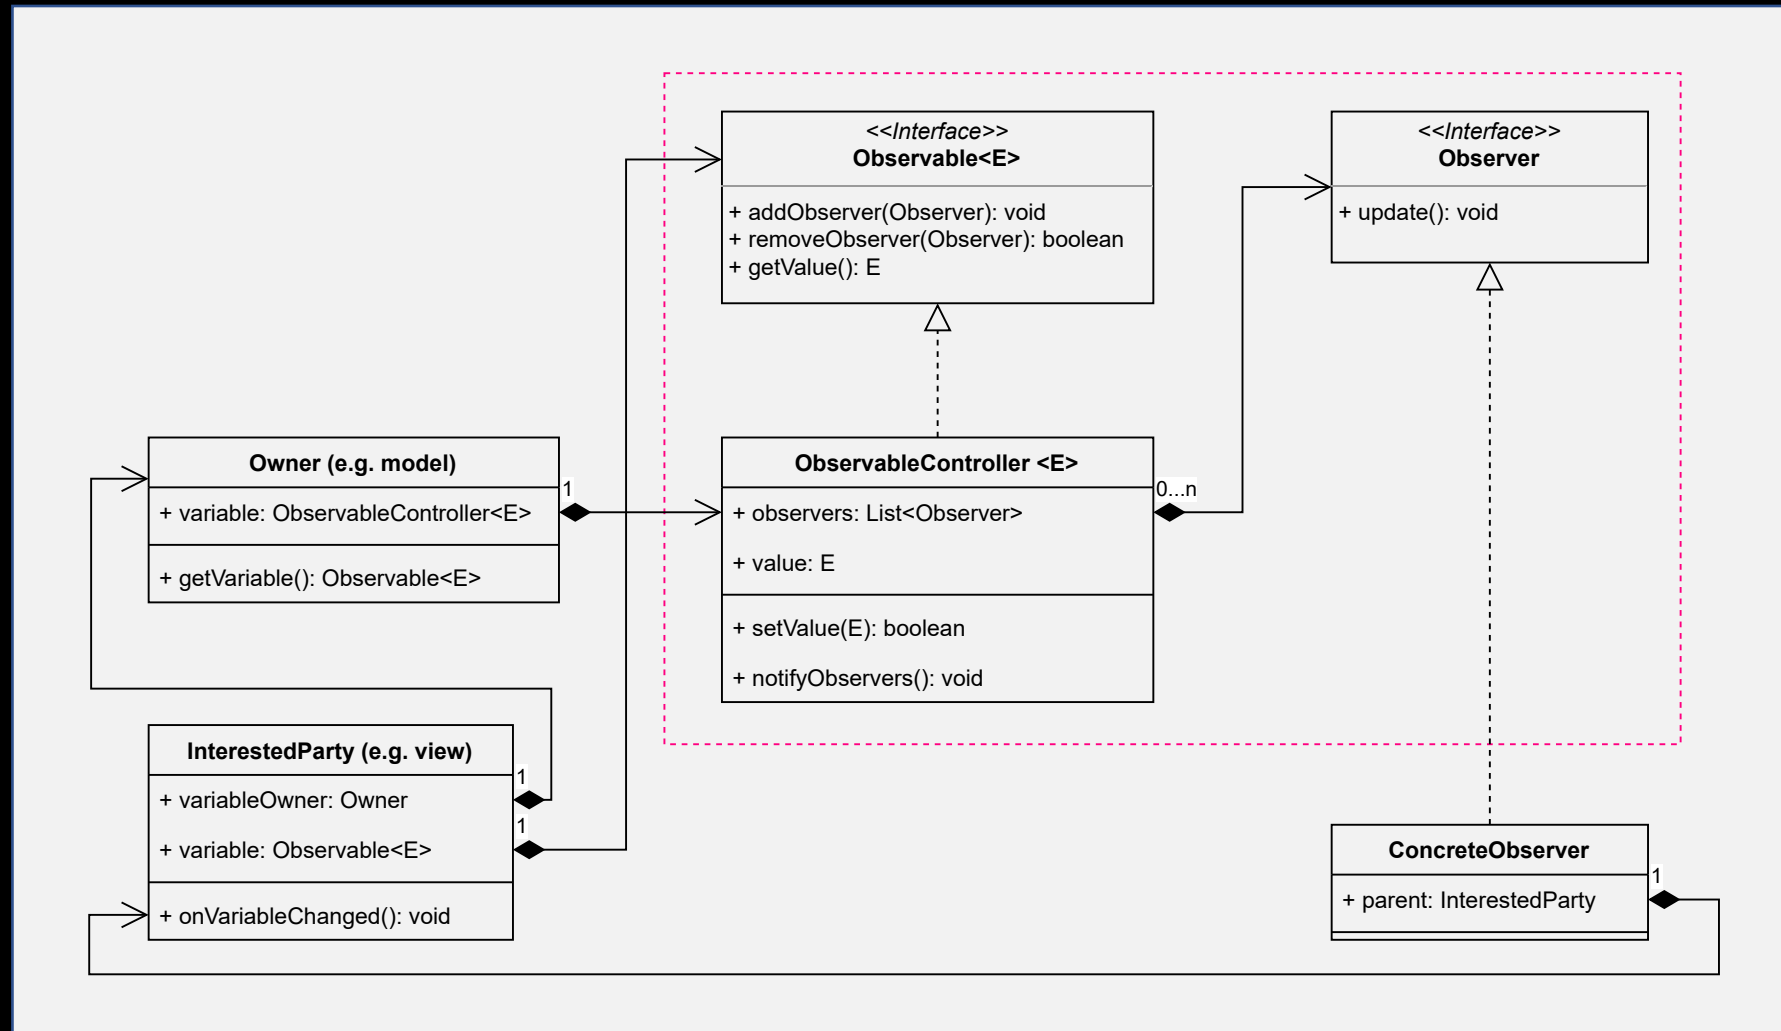 <<Interface>>
Observable<E>
+ addObserver(Observer): void
+ removeObserver(Observer): boolean
+ getValue(): E
<<Interface>>
Observer
+ update(): void
Owner (e.g. model)
+ variable: ObservableController<E>
+ getVariable(): Observable<E>
1
ObservableController <E>
+ observers: List<Observer>
+ value: E
+ setValue(E): boolean
+ notifyObservers(): void
0...n
InterestedParty (e.g. view)
+ variableOwner: Owner
+ variable: Observable<E>
+ onVariableChanged(): void
1
1
ConcreteObserver
+ parent: InterestedParty
1